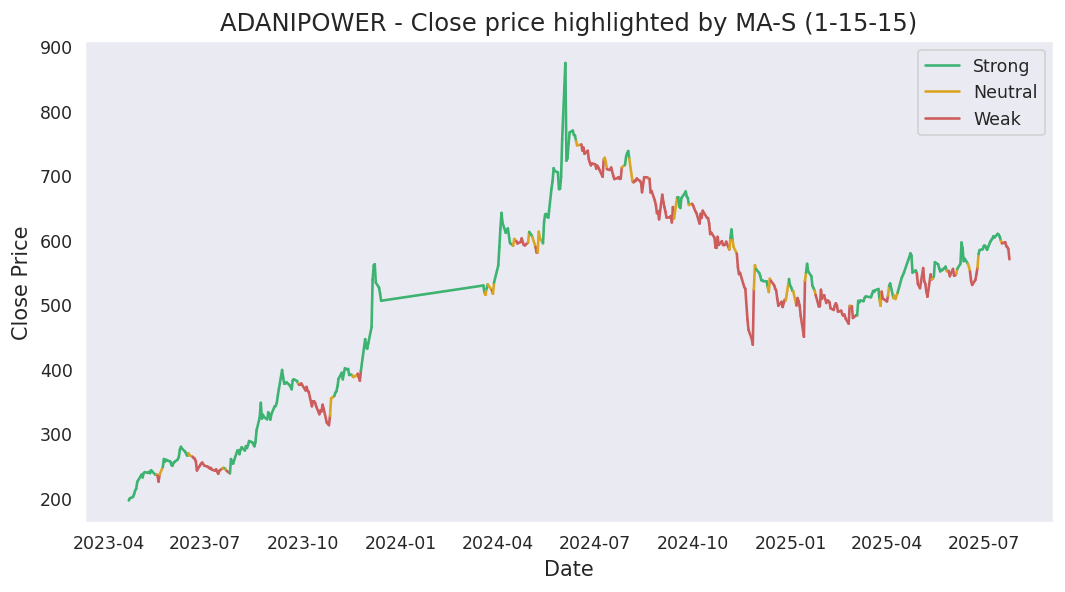 ADANIPOWER - Close price highlighted by MA-S (1-15-15)
Strong
Neutral
Weak
Close Price
900
800
700
600
500
400
300
200
2023-04 2023-07 2023-10 2024-01 2024-04 2024-07 2024-10 2025-01 2025-04 2025-07
Date